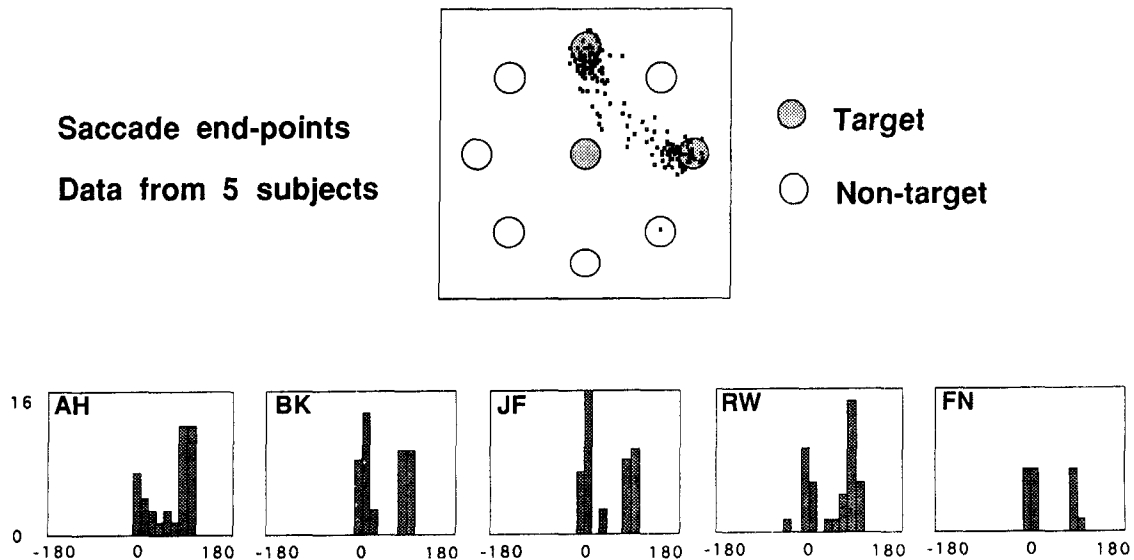 Saccade end-points
Data from 5 subjects
Target
Non-target
16
0
AH
-180 0 180
BK
-180 0 180
JF
-180 0 180
RW
-180 0 180
FN
-180 0 180